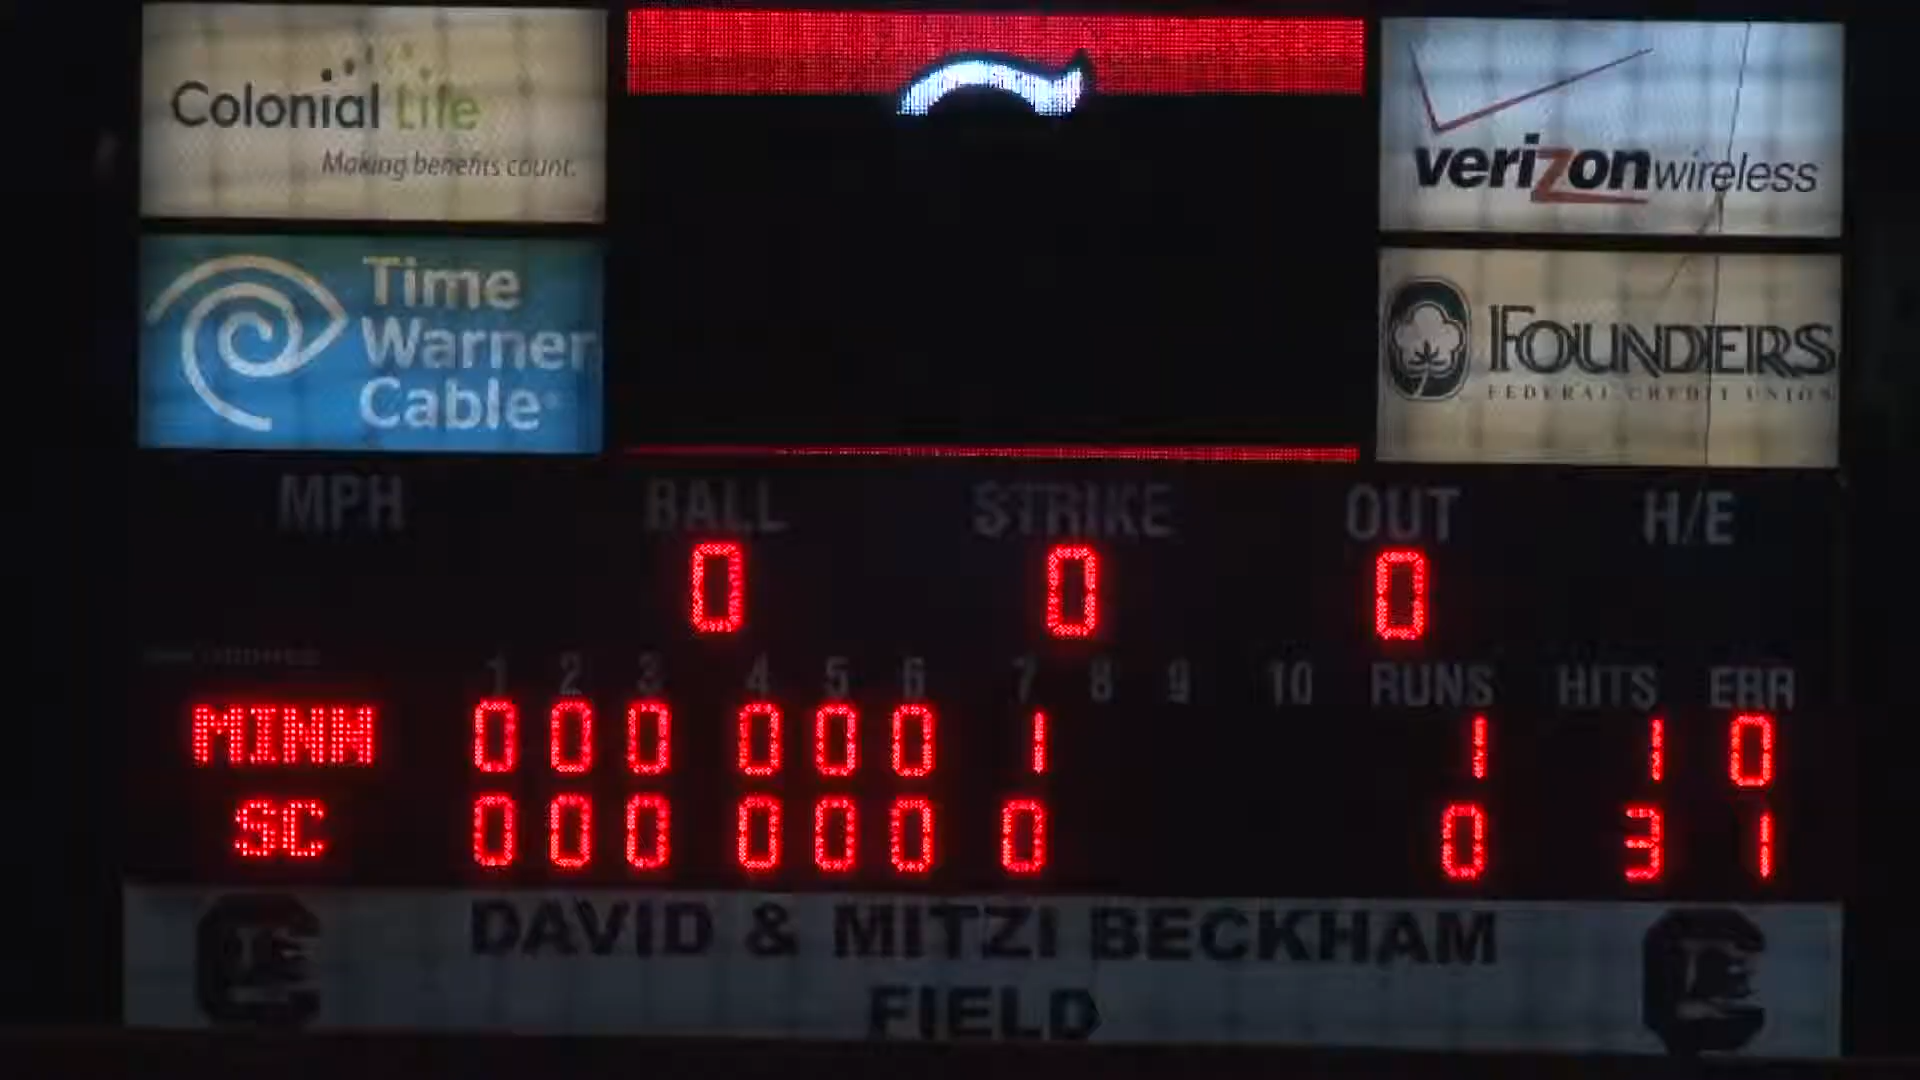 Colonial Life
Making benefits count.
verizonwireless
Time
Warner
Cable
FOUNDERS
FEDERAL CREDIT UNION
MPH BALL STRIKE OUT H/E
0 0 0
1 2 3 4 5 6 7 8 9 10 RUNS HITS ERR
MINN 0 0 0 0 0 0 1 1 1 0
SC 0 0 0 0 0 0 0 0 3 1
DAVID & MITZI BECKHAM
FIELD